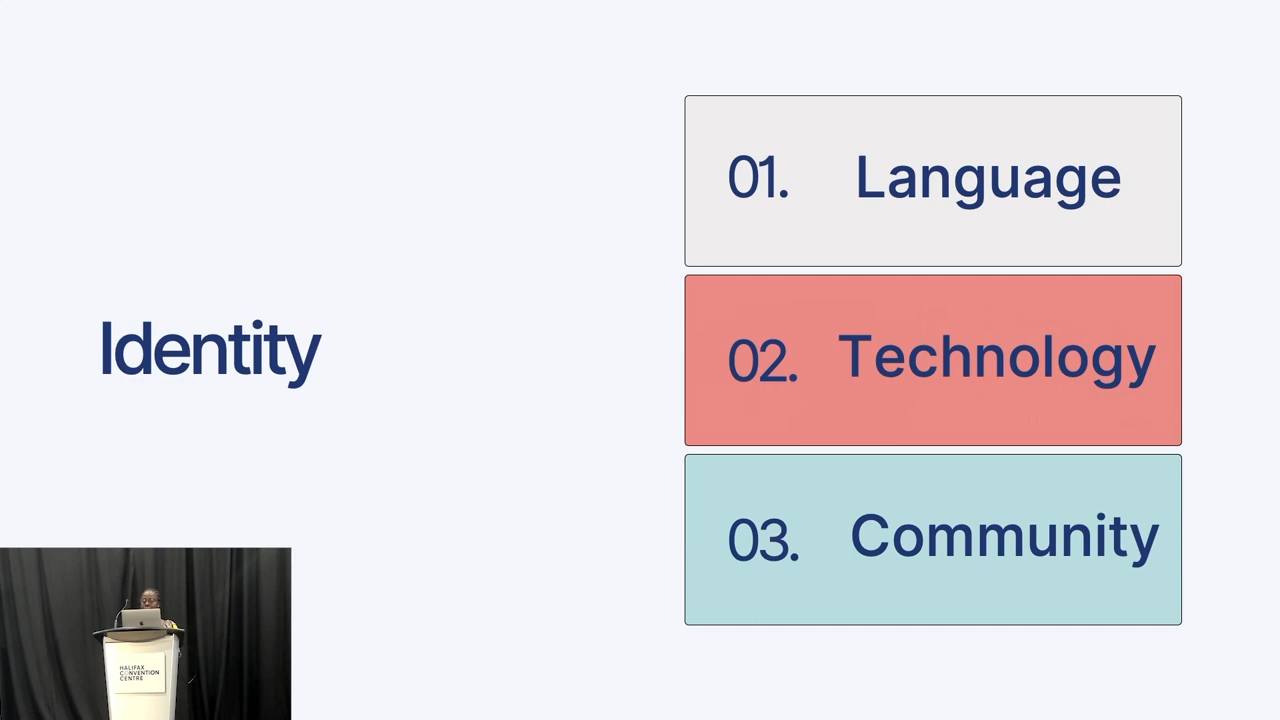 Identity
01. Language
02. Technology
03. Community
HALIFAX
CONVENTION
CENTRE